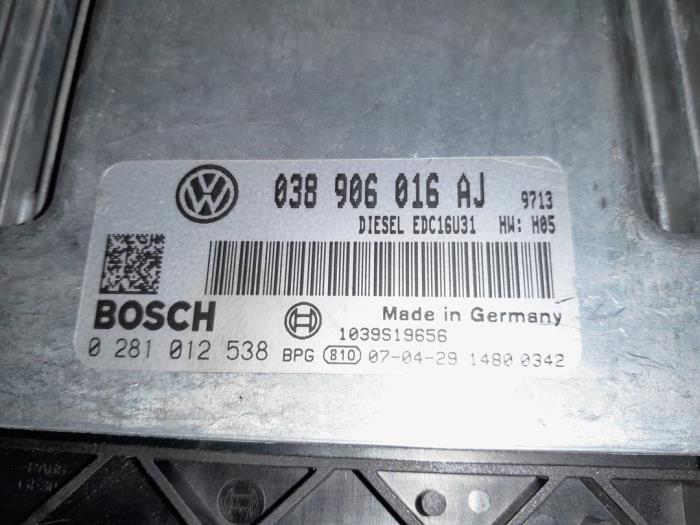 038 906 016 AJ 9713
DIESEL EDC16U31 HW: H05
BOSCH
Made in Germany
1039S19656
0 281 012 538 BPG 810 07-04-29 1480 0342